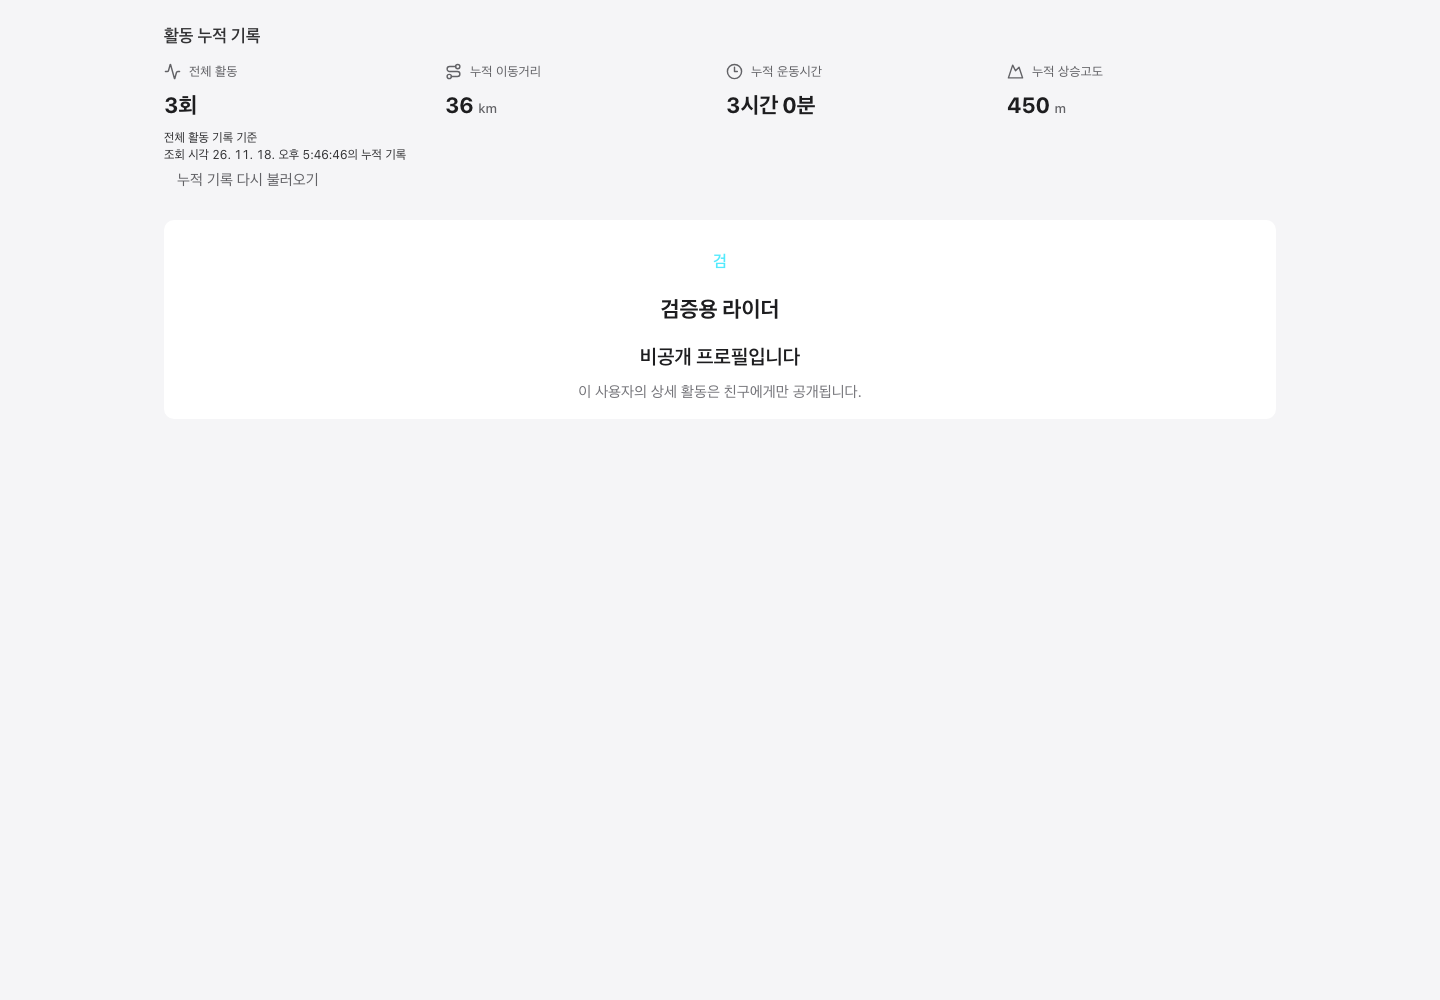 활동 누적 기록
전체 활동
3회
누적 이동거리
36 km
누적 운동시간
3시간 0분
누적 상승고도
450 m
전체 활동 기록 기준
조회 시각 26. 11. 18. 오후 5:46:46의 누적 기록
누적 기록 다시 불러오기
검
검증용 라이더
비공개 프로필입니다
이 사용자의 상세 활동은 친구에게만 공개됩니다.